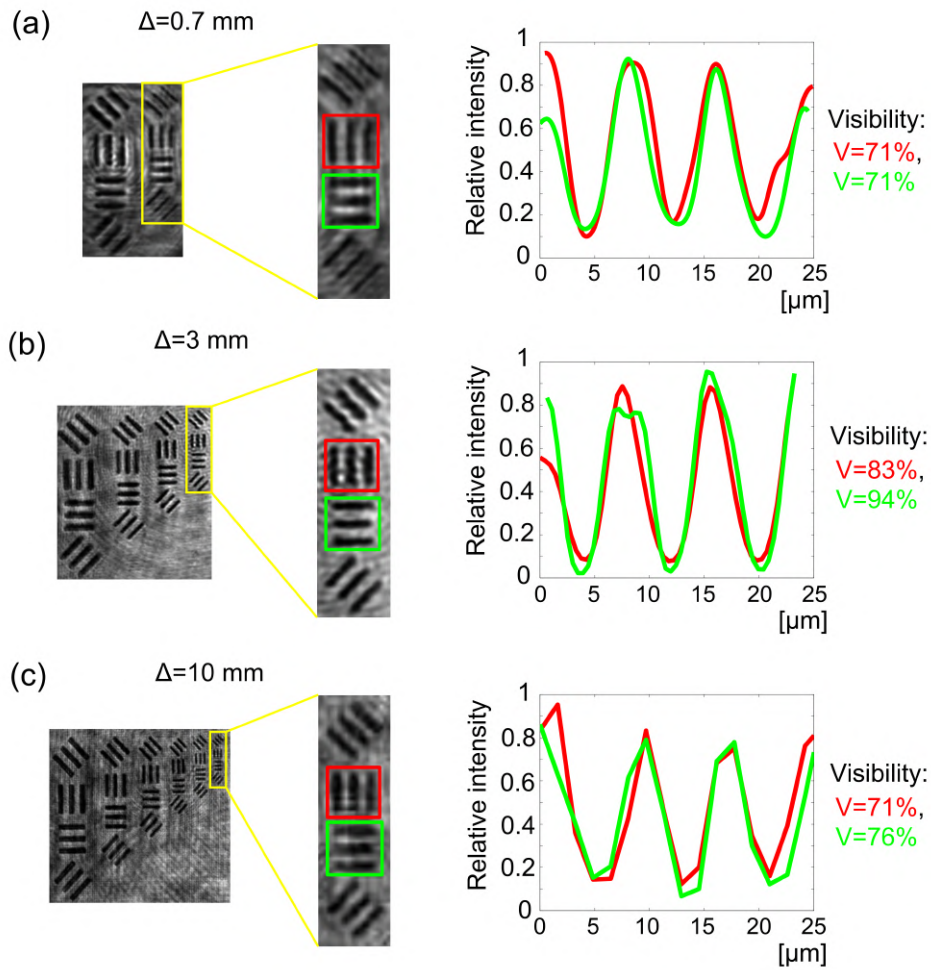 (a)
Δ=0.7 mm
Relative intensity
1
0.8
0.6
0.4
0.2
0
0
5
10
15
20
25
[µm]
Visibility:
V=71%,
V=71%
(b)
Δ=3 mm
Relative intensity
1
0.8
0.6
0.4
0.2
0
0
5
10
15
20
25
[µm]
Visibility:
V=83%,
V=94%
(c)
Δ=10 mm
Relative intensity
1
0.8
0.6
0.4
0.2
0
0
5
10
15
20
25
[µm]
Visibility:
V=71%,
V=76%